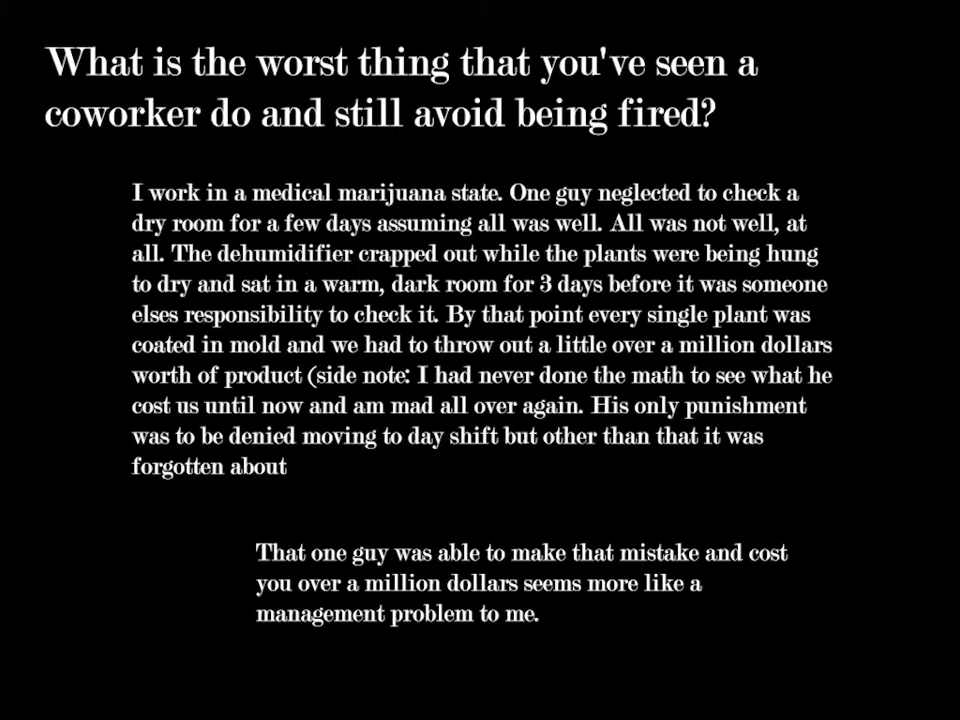 What is the worst thing that you've seen a
coworker do and still avoid being fired?
I work in a medical marijuana state. One guy neglected to check a
dry room for a few days assuming all was well. All was not well, at
all. The dehumidifier crapped out while the plants were being hung
to dry and sat in a warm, dark room for 3 days before it was someone
elses responsibility to check it. By that point every single plant was
coated in mold and we had to throw out a little over a million dollars
worth of product (side note: I had never done the math to see what he
cost us until now and am mad all over again. His only punishment
was to be denied moving to day shift but other than that it was
forgotten about
That one guy was able to make that mistake and cost
you over a million dollars seems more like a
management problem to me.